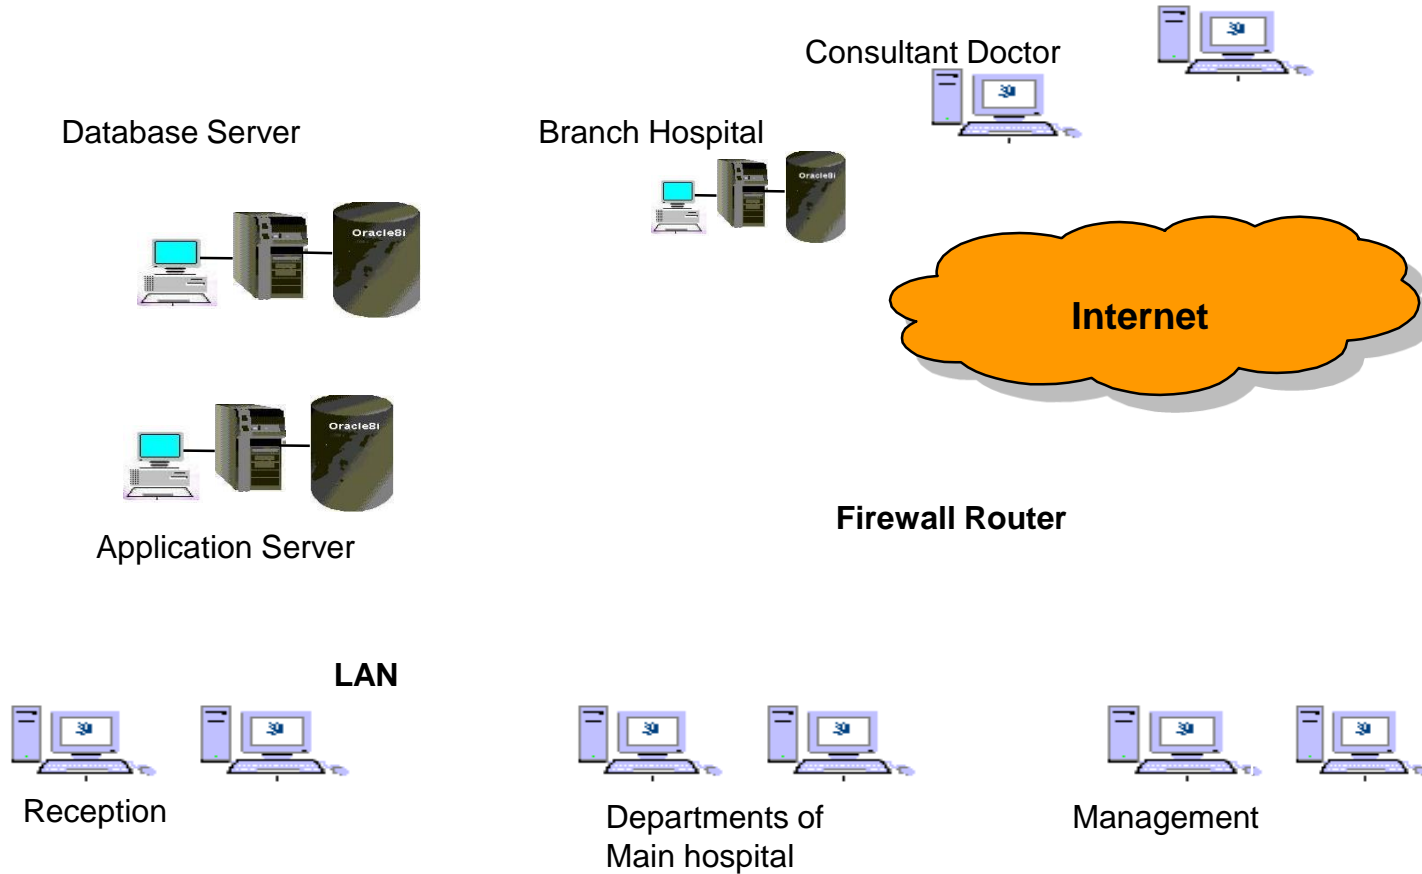 Consultant Doctor
Database Server
Branch Hospital
Oracle8i
Oracle8i
Internet
Oracle8i
Firewall Router
Application Server
LAN
Reception
Departments of
Main hospital
Management